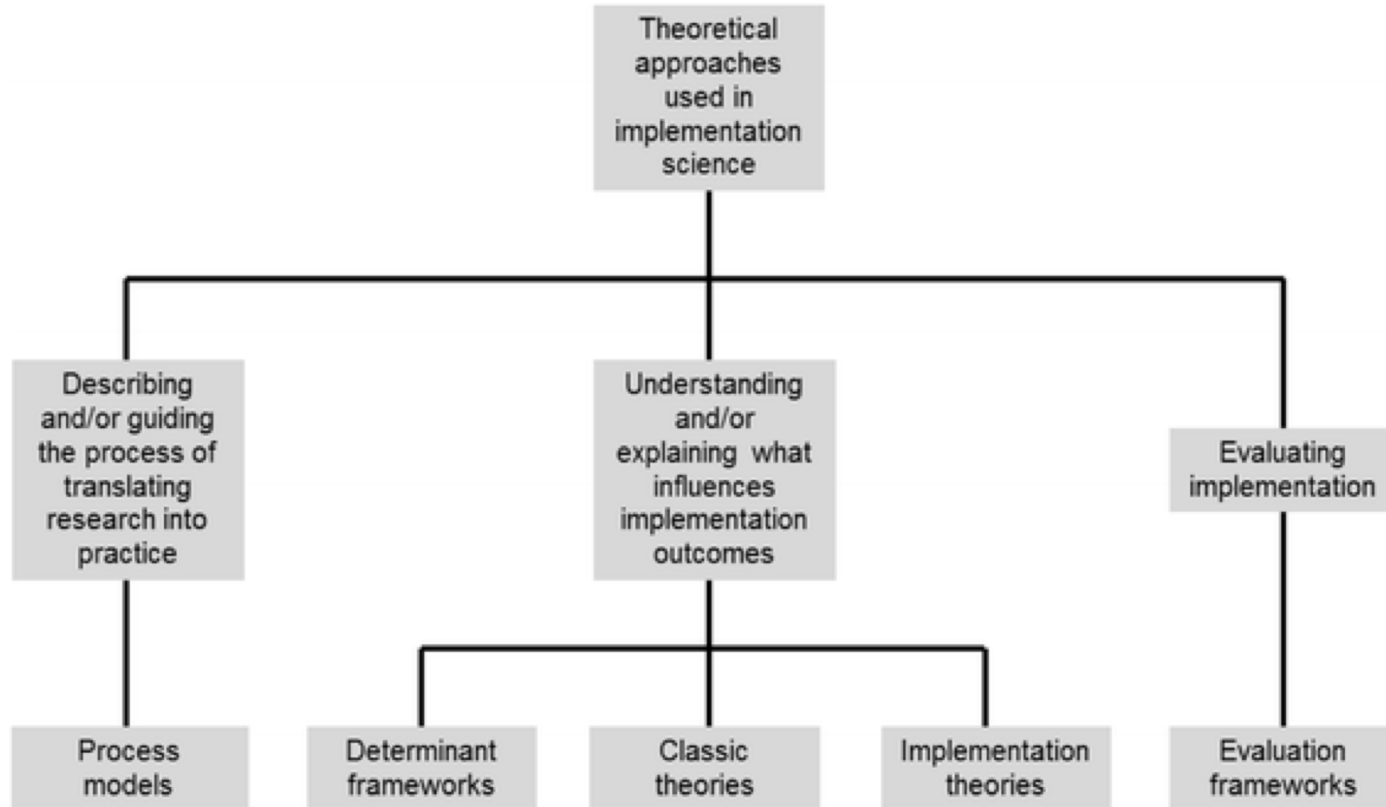 Theoretical
approaches
used in
implementation
science
Describing
and/or guiding
the process of
translating
research into
practice
Understanding
and/or
explaining what
influences
implementation
outcomes
Evaluating
implementation
Process
models
Determinant
frameworks
Classic
theories
Implementation
theories
Evaluation
frameworks